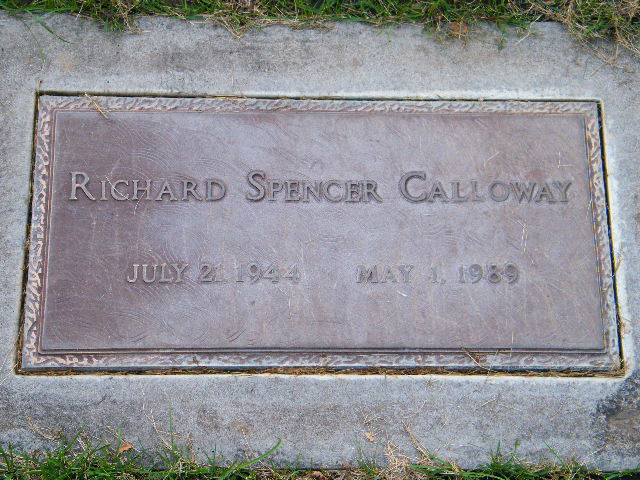 Richard Spencer Calloway
JULY 21, 1944 MAY 1, 1989